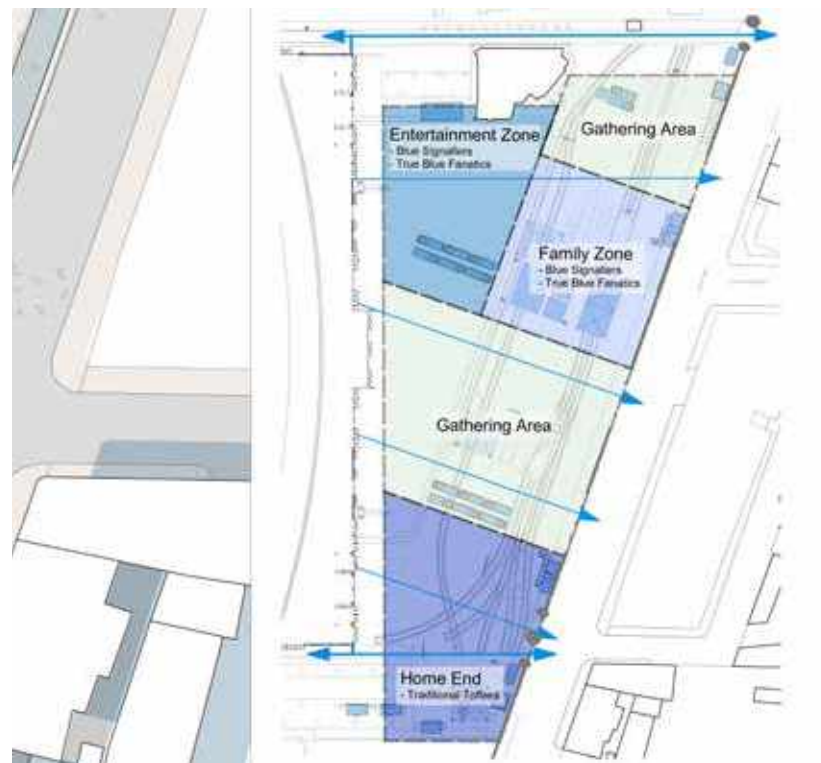 Entertainment Zone
- Blue Signallers
- True Blue Fanatics
Gathering Area
Family Zone
- Blue Signallers
- True Blue Fanatics
Gathering Area
Home End
- Traditional Toffees